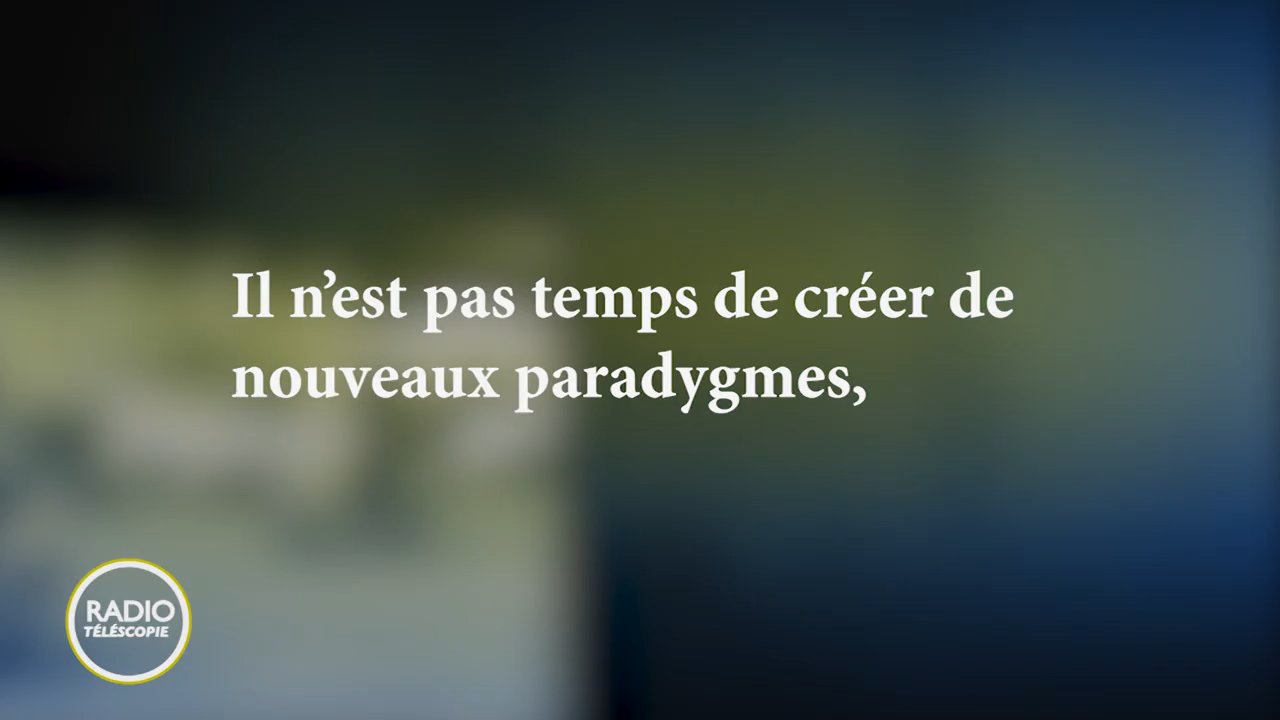 Il n’est pas temps de créer de
nouveaux paradygmes,
RADIO
TÉLÉSCOPIE